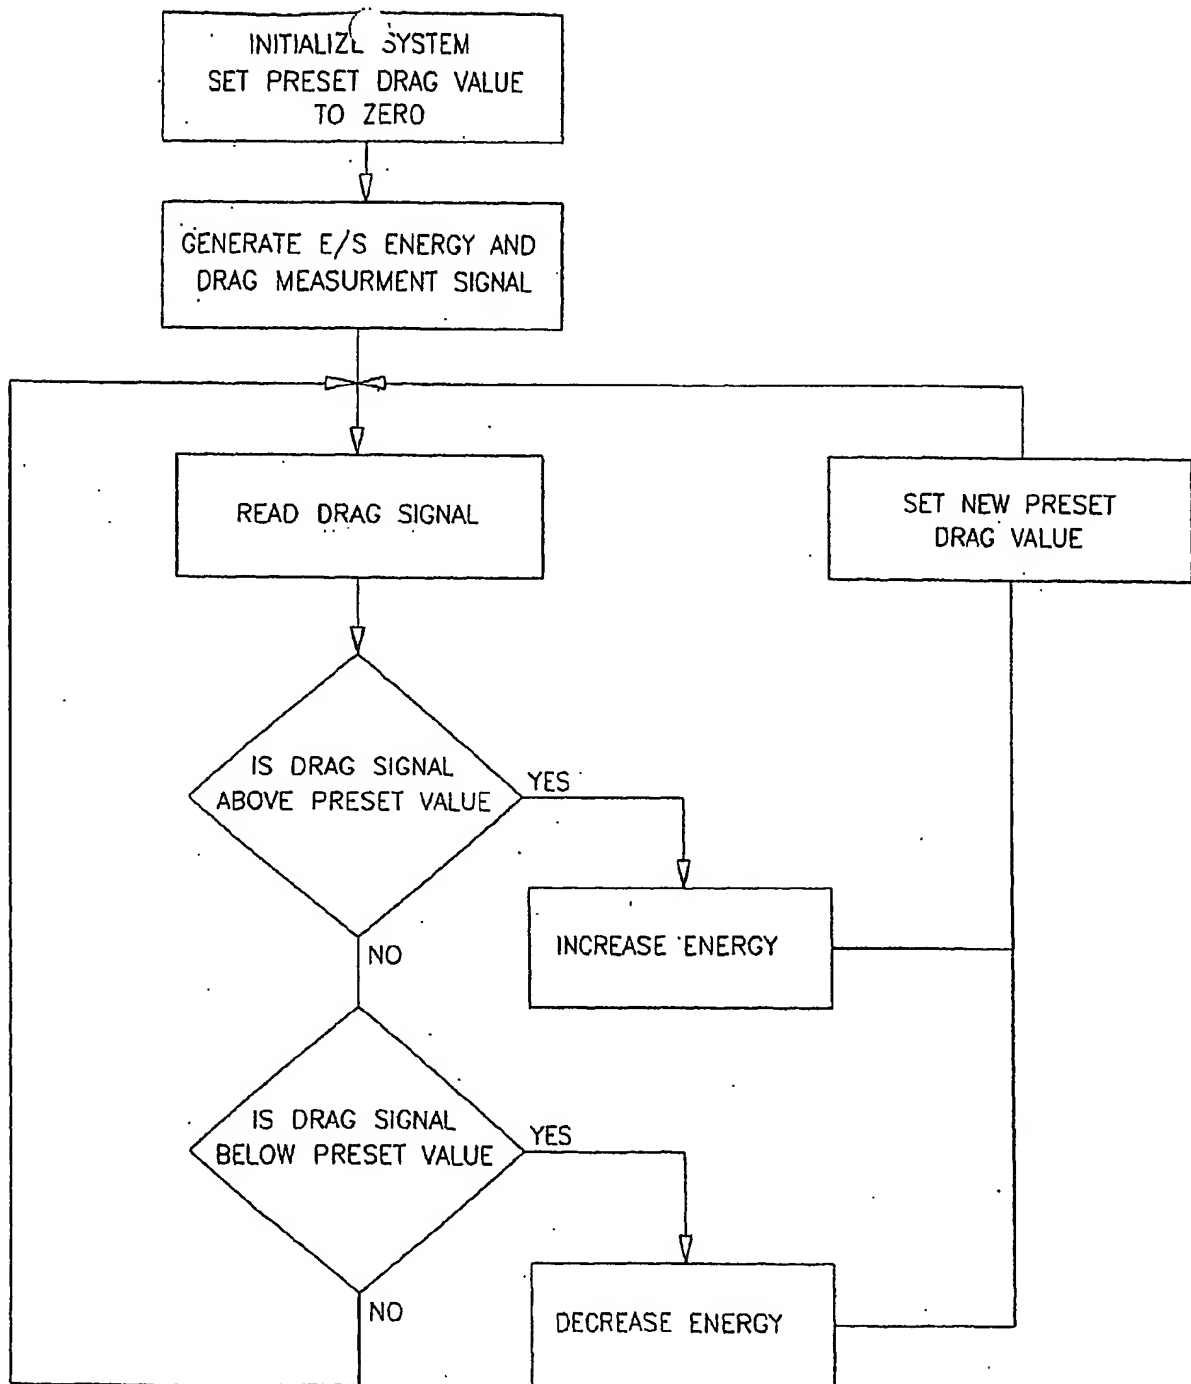 INITIALIZE SYSTEM
SET PRESET DRAG VALUE
TO ZERO
GENERATE E/S ENERGY AND
DRAG MEASURMENT SIGNAL
READ DRAG SIGNAL
SET NEW PRESET
DRAG VALUE
IS DRAG SIGNAL
ABOVE PRESET VALUE
YES
INCREASE ENERGY
NO
IS DRAG SIGNAL
BELOW PRESET VALUE
YES
DECREASE ENERGY
NO